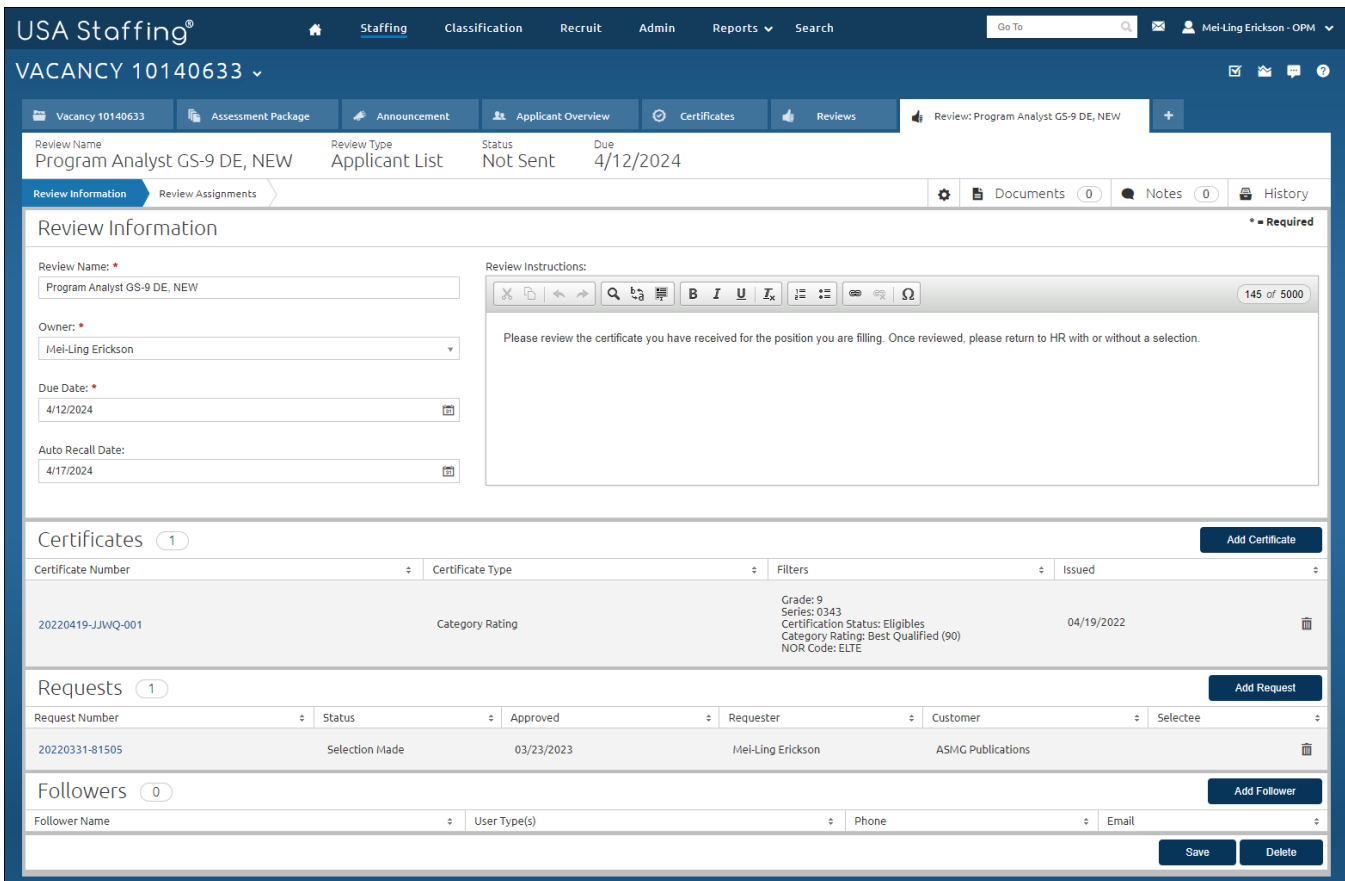 USA Staffing®
Staffing Classification Recruit Admin Reports Search
Go To
Mei-Ling Erickson - OPM
VACANCY 10140633
Vacancy 10140633 Assessment Package Announcement Applicant Overview Certificates Reviews Review: Program Analyst GS-9 DE, NEW +
Review Name Review Type Status Due
Program Analyst GS-9 DE, NEW Applicant List Not Sent 4/12/2024
Review Information Review Assignments Documents 0 Notes 0 History
Review Information * = Required
Review Name: *
Program Analyst GS-9 DE, NEW
Owner: *
Mei-Ling Erickson
Due Date: *
4/12/2024
Auto Recall Date:
4/17/2024
Review Instructions:
B I U Ix Ω 145 of 5000
Please review the certificate you have received for the position you are filling. Once reviewed, please return to HR with or without a selection.
Certificates 1 Add Certificate
Certificate Number Certificate Type Filters Issued
20220419-JJWQ-001 Category Rating
Grade: 9
Series: 0343
Certification Status: Eligibles
Category Rating: Best Qualified (90)
NOR Code: ELTE
04/19/2022
Requests 1 Add Request
Request Number Status Approved Requester Customer Selectee
20220331-81505 Selection Made 03/23/2023 Mei-Ling Erickson ASMG Publications
Followers 0 Add Follower
Follower Name User Type(s) Phone Email
Save Delete